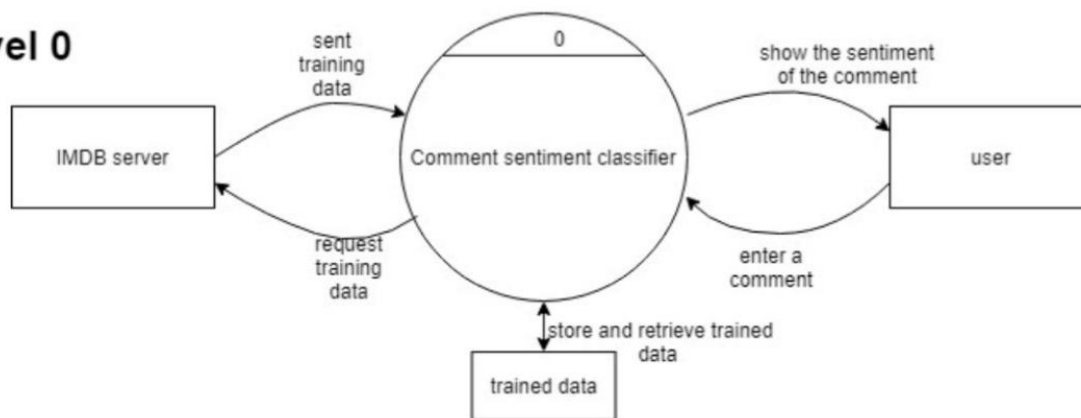 vel 0
sent
training
data
0
show the sentiment
of the comment
IMDB server
Comment sentiment classifier
user
request
training
data
enter a
comment
store and retrieve trained
data
trained data